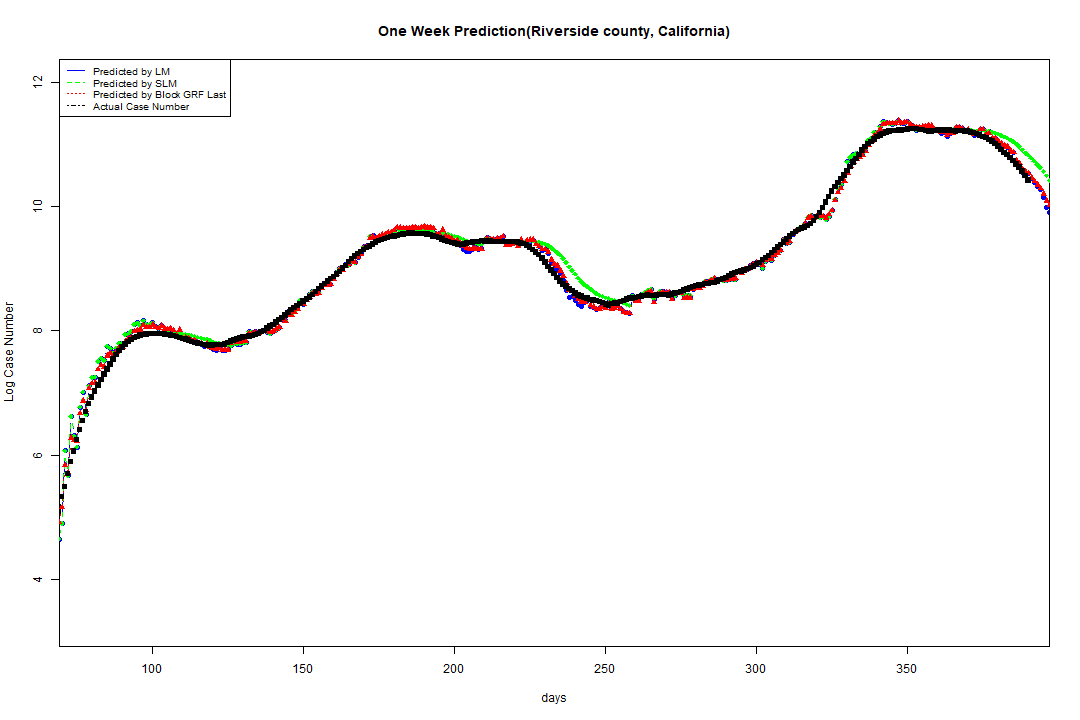 One Week Prediction(Riverside county, California)
Predicted by LM
Predicted by SLM
Predicted by Block GRF Last
Actual Case Number
12
10
8
6
4
Log Case Number
100 150 200 250 300 350
days